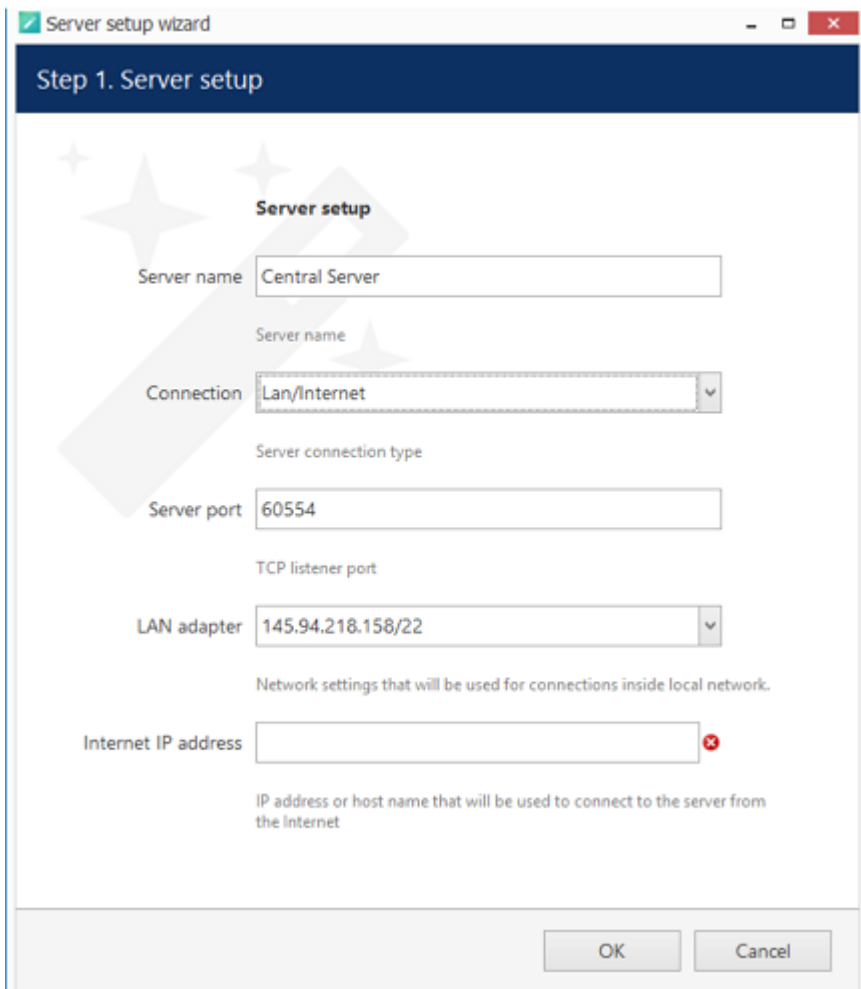 Server setup wizard
Step 1. Server setup
Server setup
Server name Central Server
Server name
Connection Lan/Internet
Server connection type
Server port 60554
TCP listener port
LAN adapter 145.94.218.158/22
Network settings that will be used for connections inside local network.
Internet IP address
IP address or host name that will be used to connect to the server from
the Internet
OK Cancel